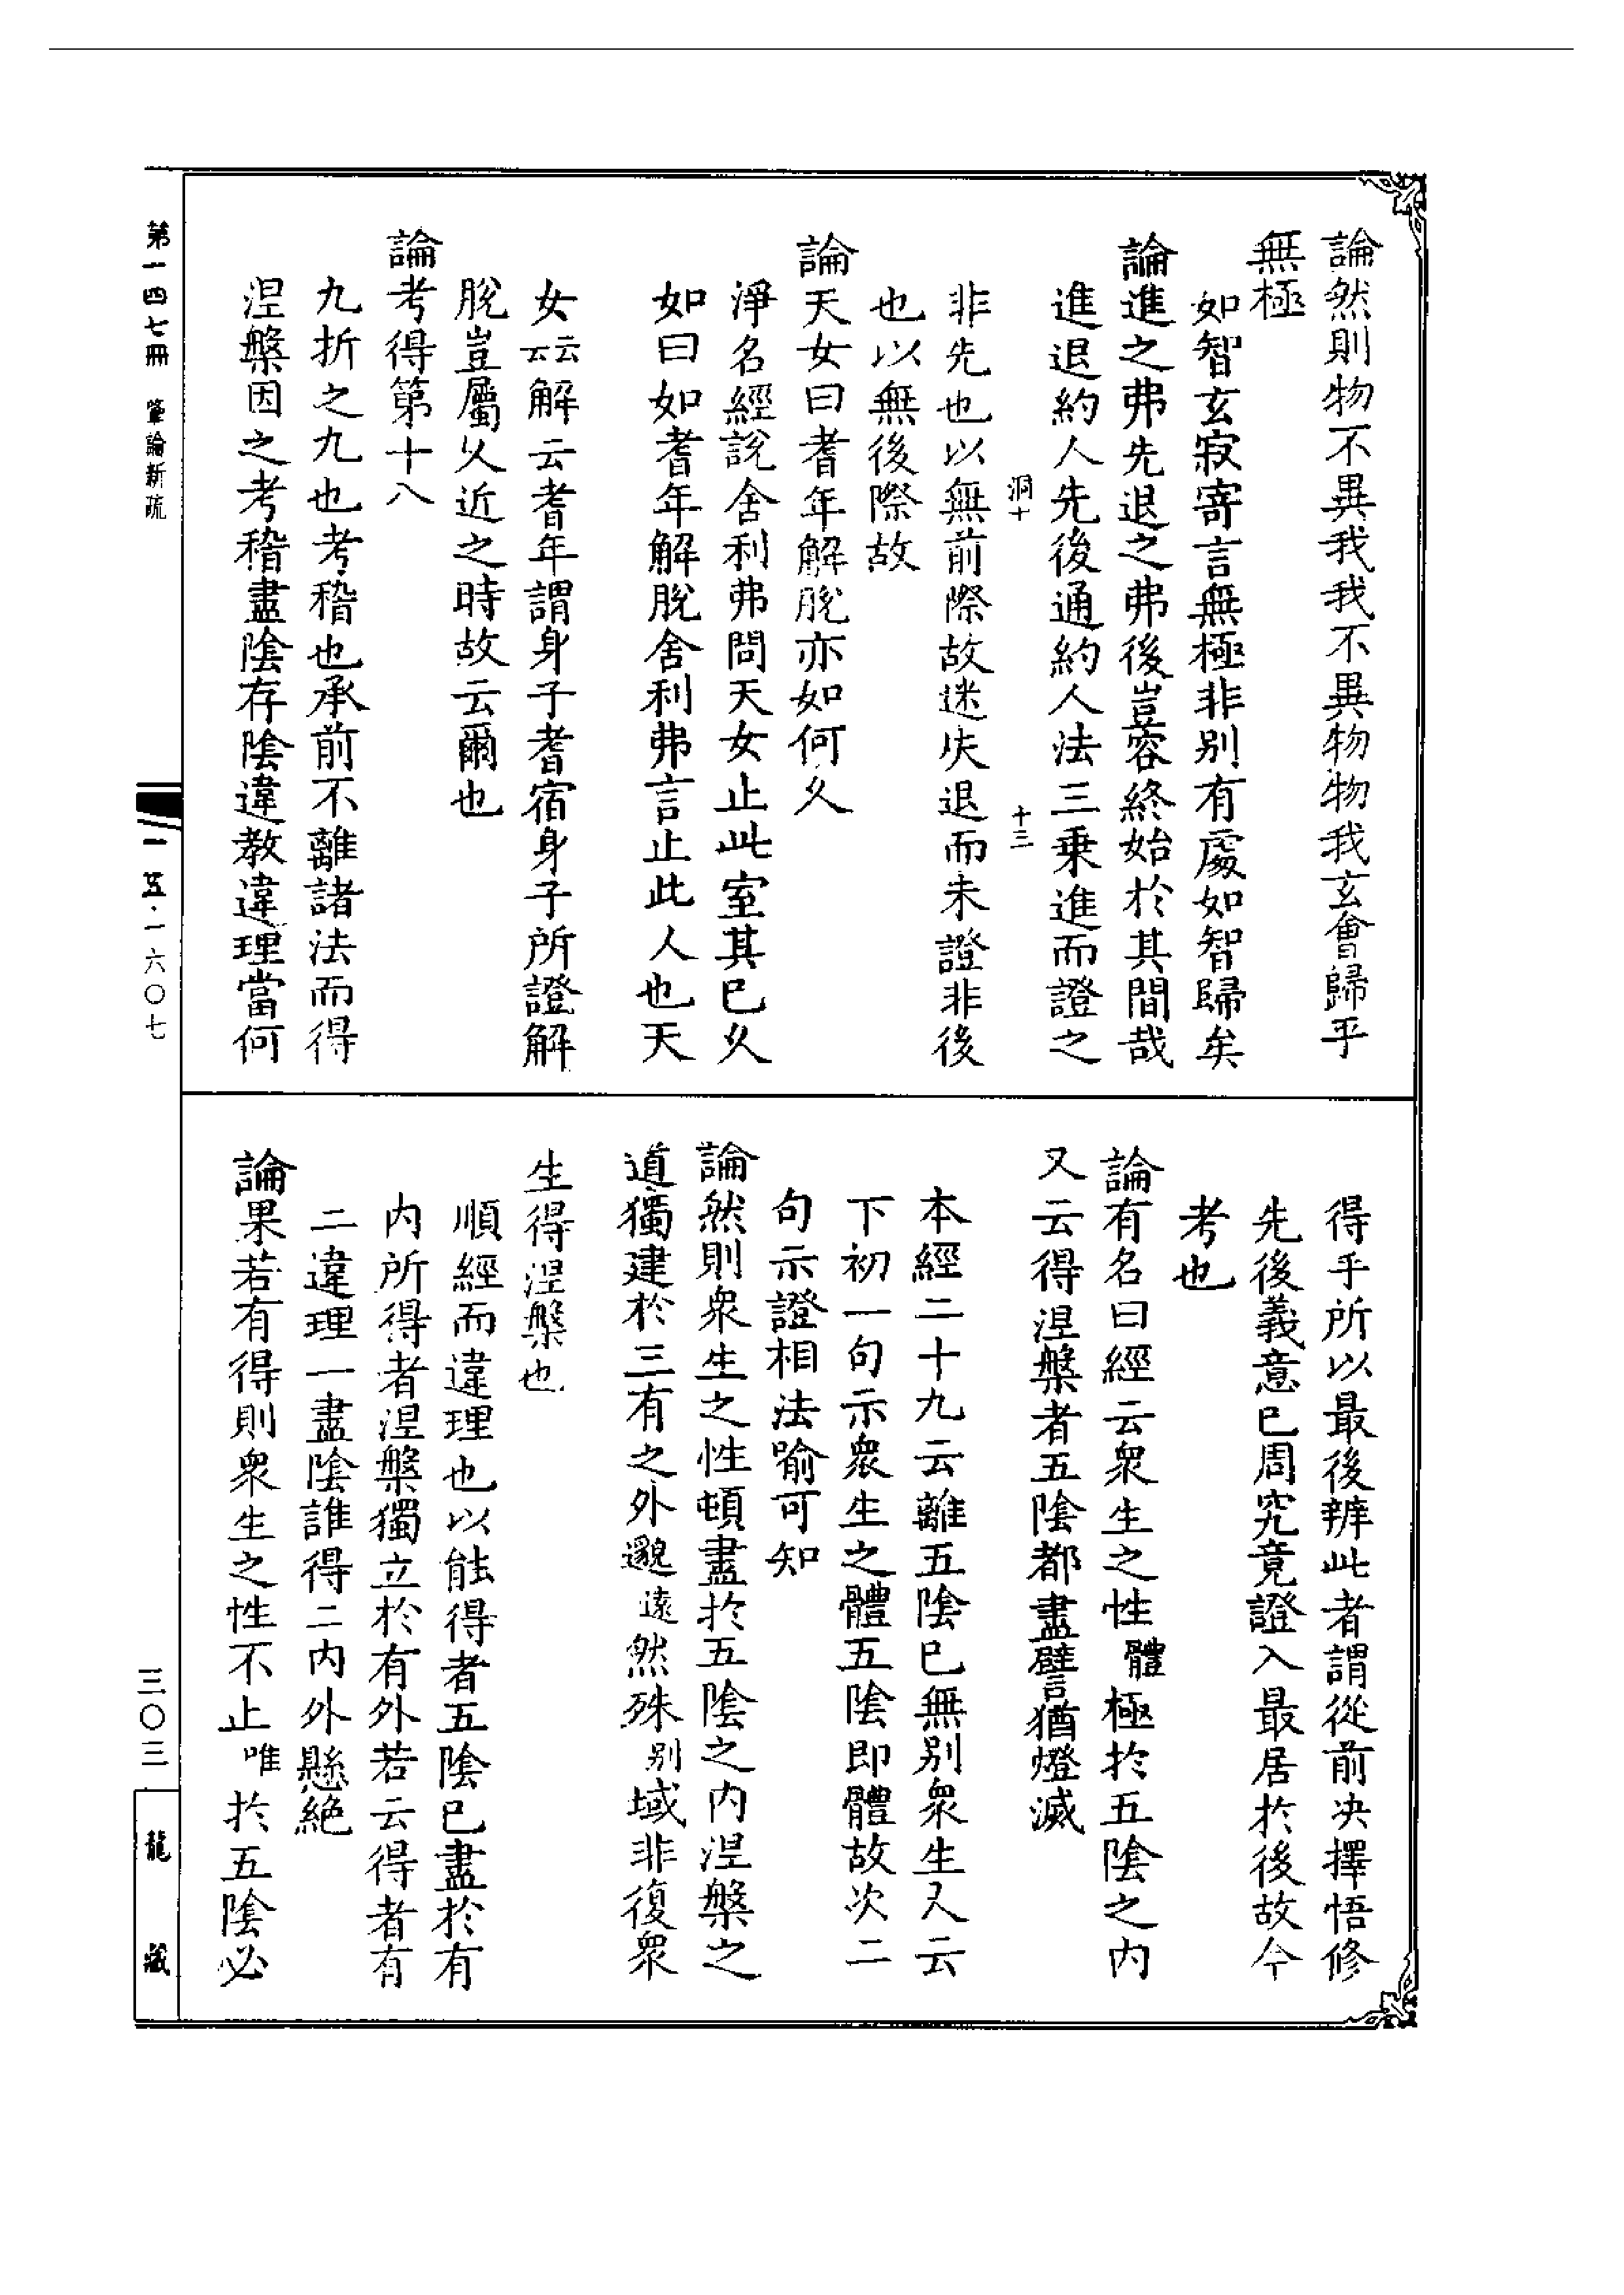 論然則物不異我我不異物物我玄會歸乎
無極
如智玄寂寄言無極非别有處如智歸矣
論進之弗先退之弗後豈容終始於其間哉
進退約人先後通約人法三乗進而證之
洞十
十三
非先也以無前際故迷失退而未證非後
也以無後際故
論天女曰耆年解脫亦如何久
淨名經說舍利弗問天女止此室其已久
如曰如耆年解脫舍利弗言止此人也天
女云云解云耆年謂身子耆宿身子所證解
脫豈屬久近之時故云爾也
論考得第十八
九折之九也考稽也承前不離諸法而得
涅槃因之考稽盡陰存陰違教違理當何
得乎所以最後辨此者謂從前決擇悟修
先後義意已周究竟證入最居於後故今
考也
論有名曰經云衆生之性體極於五陰之内
又云得涅槃者五陰都盡譬猶燈滅
本經二十九云離五陰已無别衆生又云
下初一句示衆生之體五陰即體故次二
句示證相法喻可知
論然則衆生之性頓盡於五陰之内涅槃之
道獨建於三有之外邈遠然殊别域非復衆
生得涅槃也
順經而違理也以能得者五陰已盡於有
内所得者涅槃獨立於有外若云得者有
二違理一盡陰誰得二内外懸絶
論果若有得則衆生之性不止唯於五陰必
第一四七冊　肇論新疏
一一五·一六〇七
三〇三
龍藏